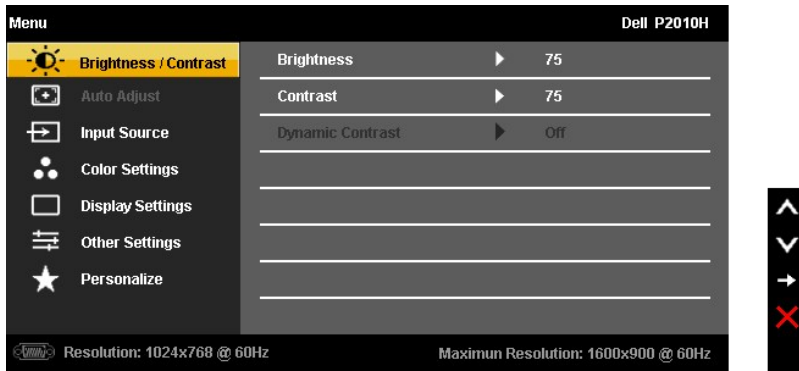 Menu Dell P2010H
Brightness / Contrast Brightness 75
Auto Adjust Contrast 75
Input Source Dynamic Contrast Off
Color Settings
Display Settings
Other Settings
Personalize
Resolution: 1024x768 @ 60Hz Maximun Resolution: 1600x900 @ 60Hz